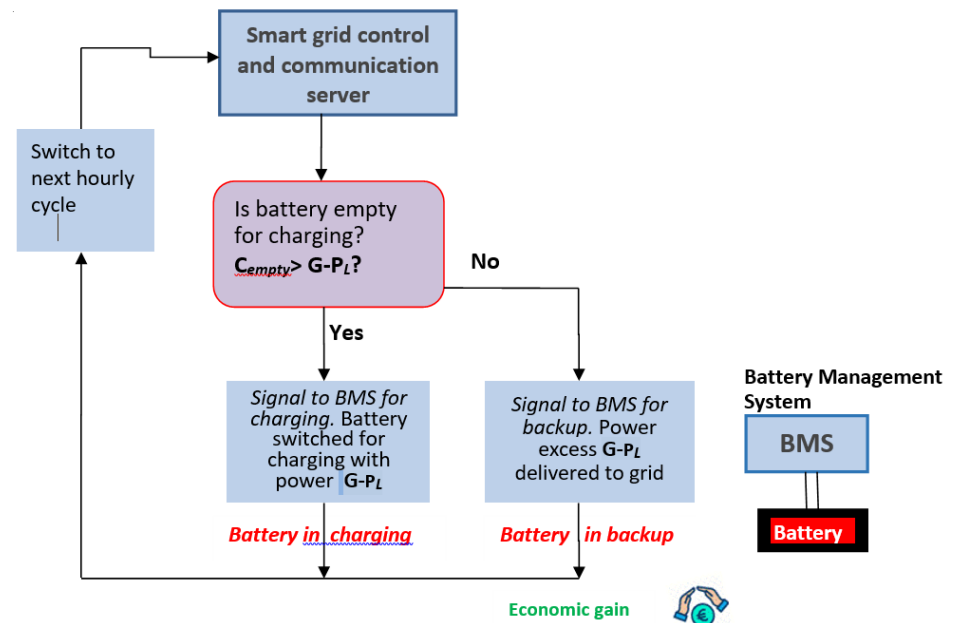 Smart grid control
and communication
server
Switch to
next hourly
cycle
Is battery empty
for charging?
Cempty> G-PL?
No
Yes
Signal to BMS for
charging. Battery
switched for
charging with
power G-PL
Signal to BMS for
backup. Power
excess G-PL
delivered to grid
Battery Management
System
BMS
Battery
Battery in charging
Battery in backup
Economic gain
€